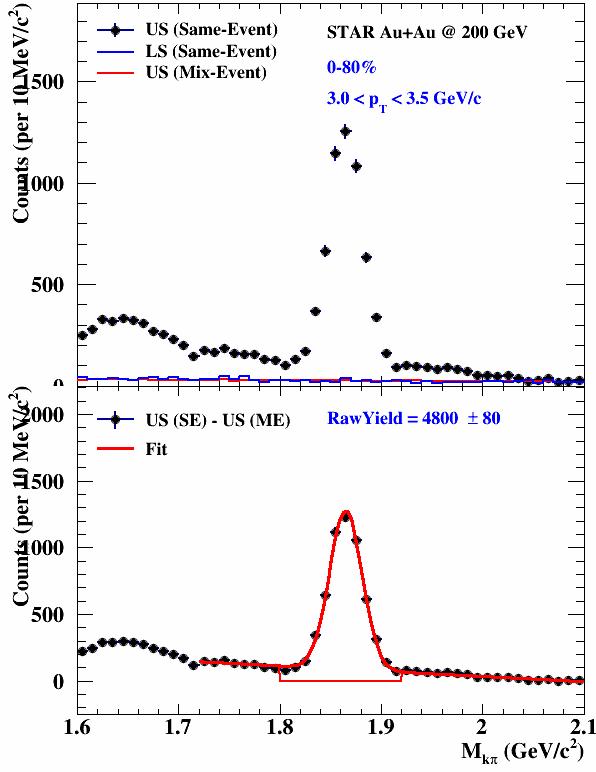 US (Same-Event)
LS (Same-Event)
US (Mix-Event)
STAR Au+Au @ 200 GeV
0-80%
3.0 < p_T < 3.5 GeV/c
Counts (per 10 MeV/c²)
1500
1000
500
0
US (SE) - US (ME)
Fit
RawYield = 4800 ± 80
Counts (per 10 MeV/c²)
2000
1500
1000
500
0
1.6 1.7 1.8 1.9 2 2.1
M_kπ (GeV/c²)